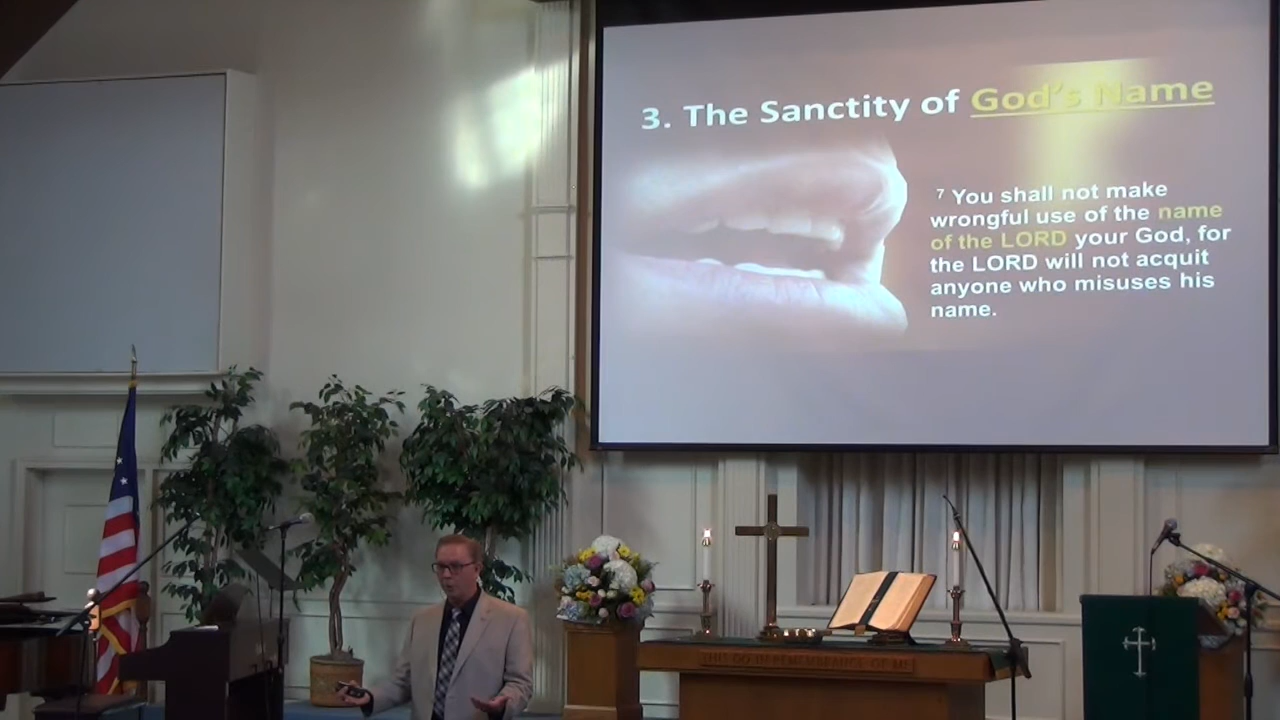 3. The Sanctity of God's Name
7 You shall not make
wrongful use of the name
of the LORD your God, for
the LORD will not acquit
anyone who misuses his
name.
THIS DO IN REMEMBRANCE OF ME